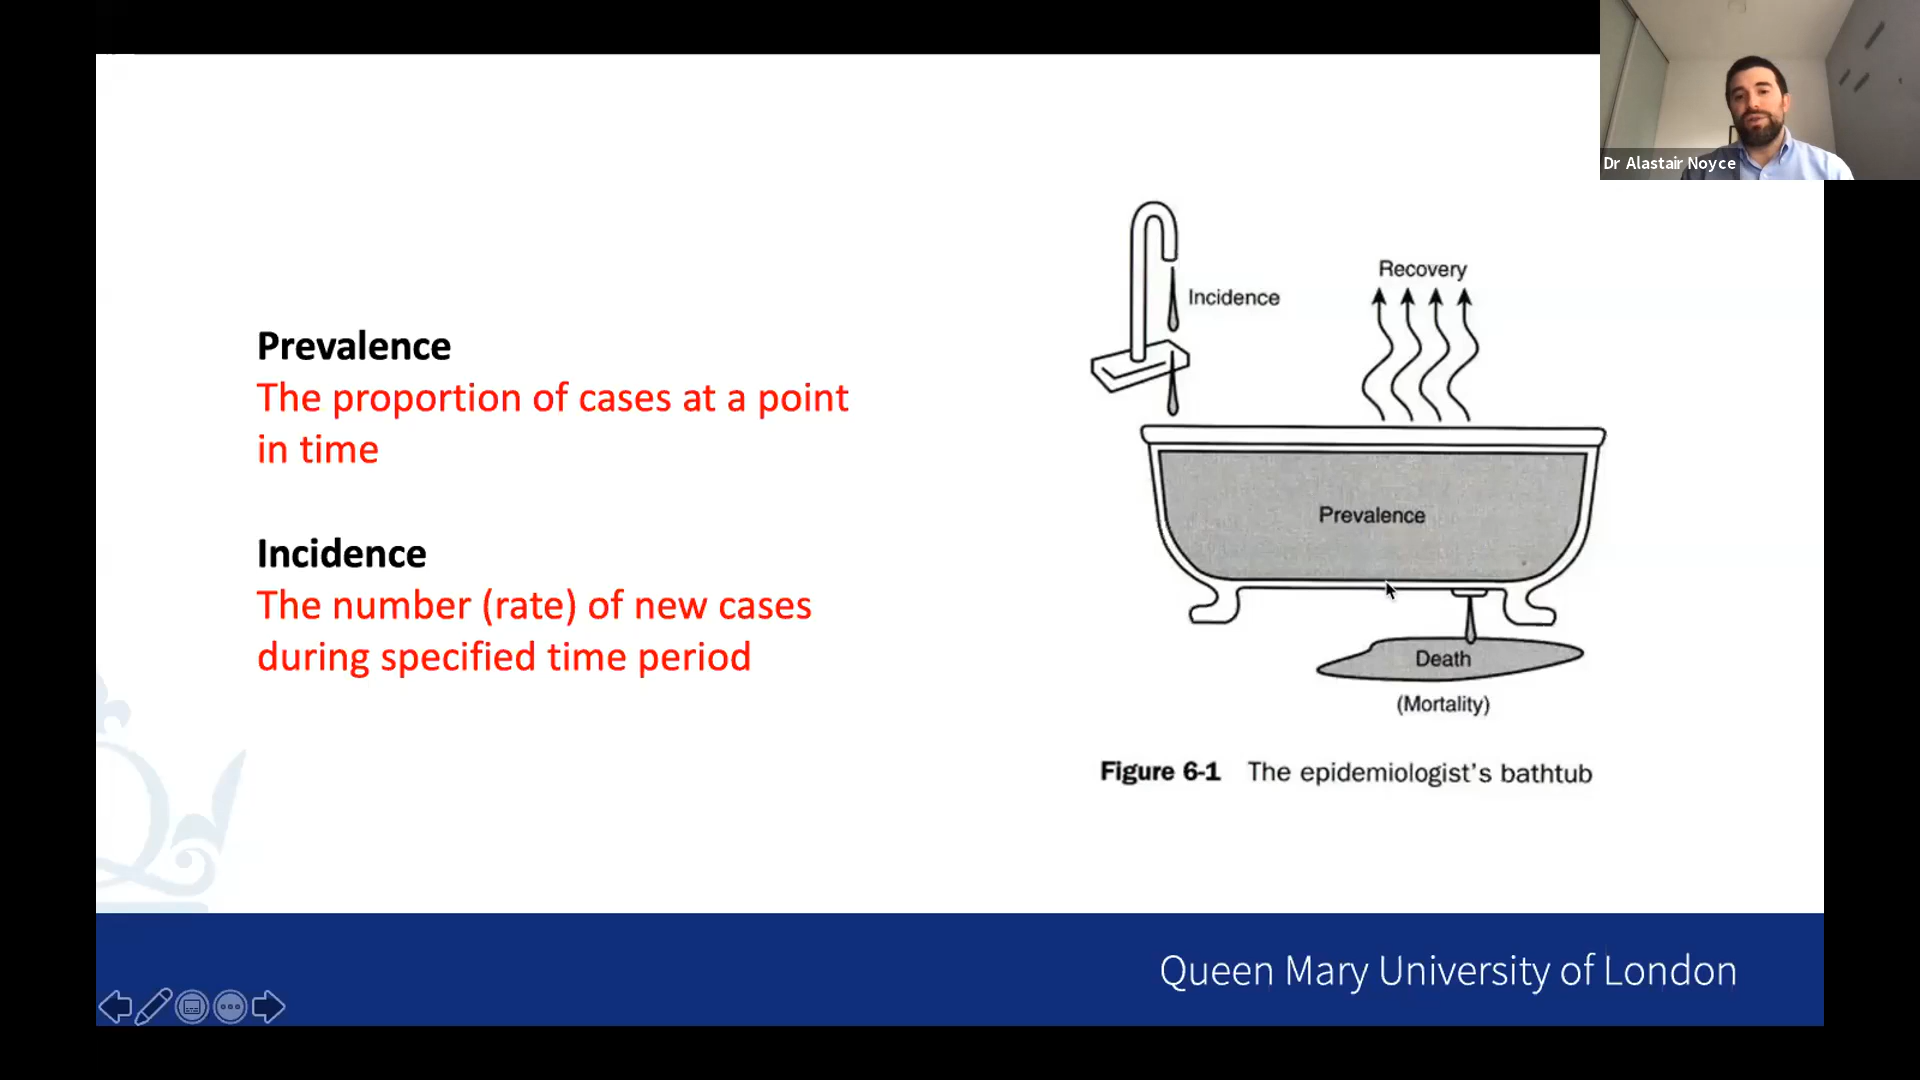 Dr Alastair Noyce
Prevalence
The proportion of cases at a point
in time
Incidence
The number (rate) of new cases
during specified time period
Incidence
Recovery
Prevalence
Death
(Mortality)
Figure 6-1 The epidemiologist's bathtub
Queen Mary University of London